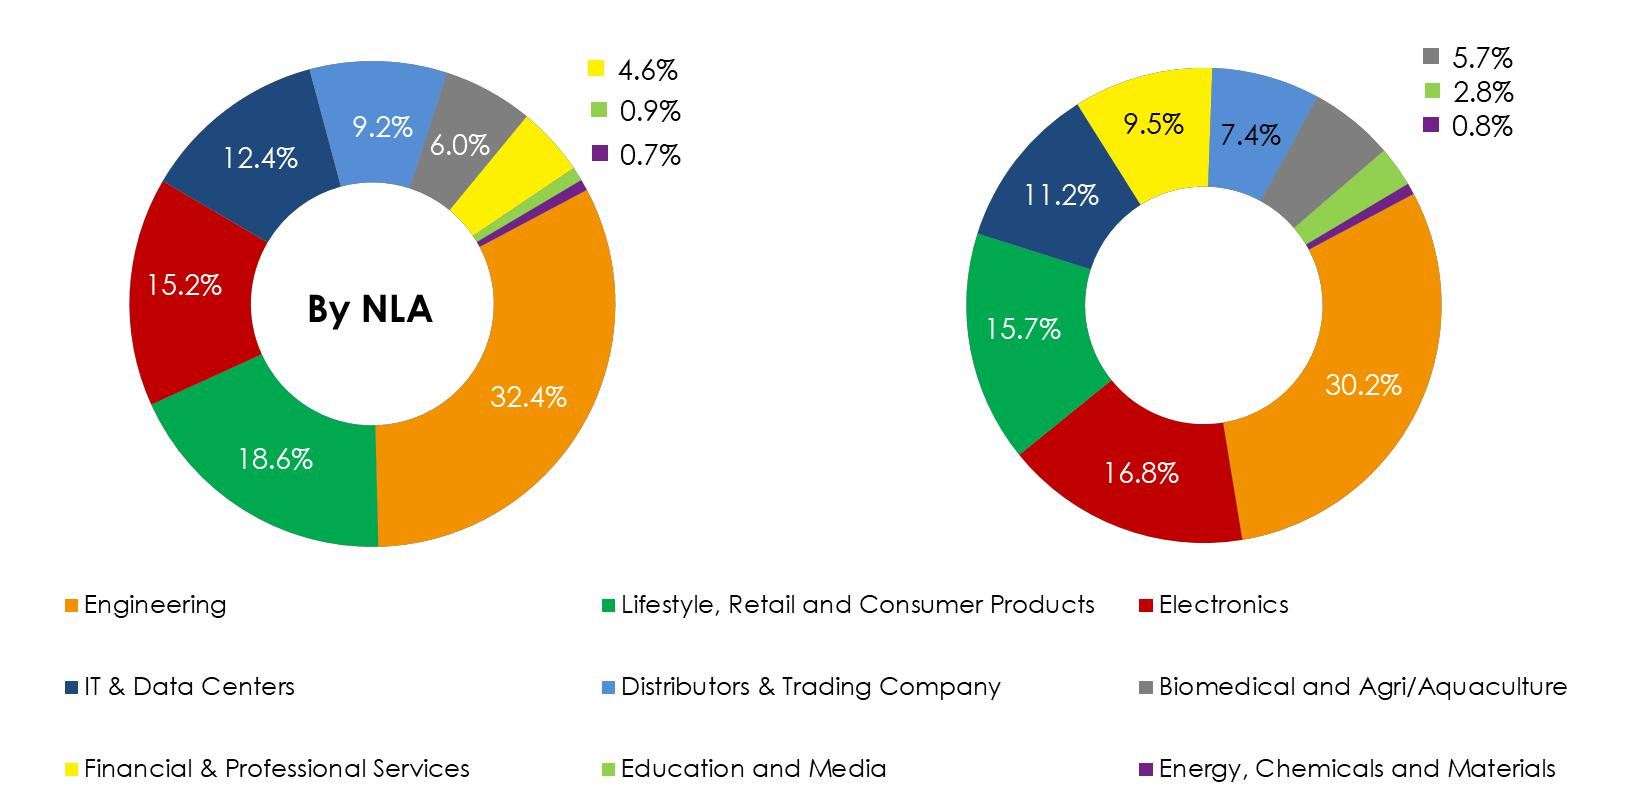 4.6%
0.9%
0.7%
9.2%
6.0%
12.4%
15.2%
By NLA
32.4%
18.6%
5.7%
2.8%
0.8%
9.5%
7.4%
11.2%
15.7%
30.2%
16.8%
Engineering
Lifestyle, Retail and Consumer Products
Electronics
IT & Data Centers
Distributors & Trading Company
Biomedical and Agri/Aquaculture
Financial & Professional Services
Education and Media
Energy, Chemicals and Materials